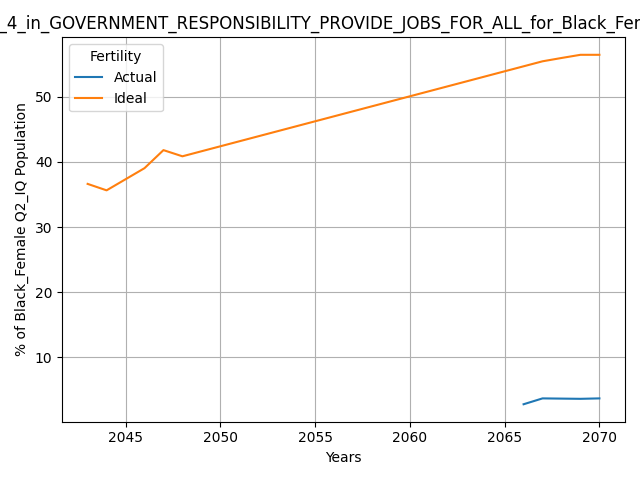 _4_in_GOVERNMENT_RESPONSIBILITY_PROVIDE_JOBS_FOR_ALL_for_Black_Fer
Fertility
Actual
Ideal
% of Black_Female Q2_IQ Population
50
40
30
20
10
2045 2050 2055 2060 2065 2070
Years